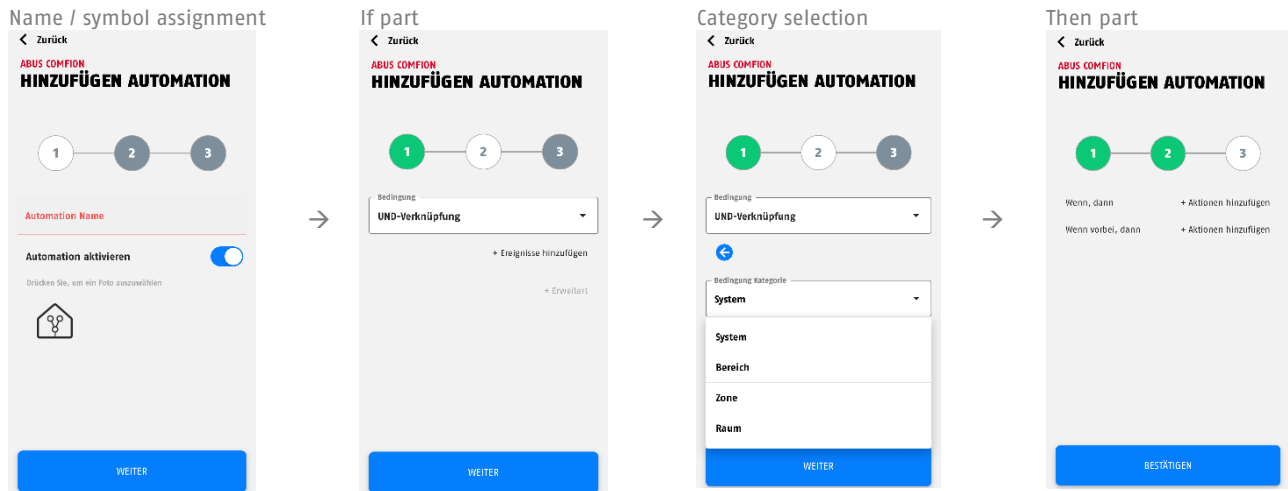 Name / symbol assignment
Zurück
ABUS COMFION
HINZUFÜGEN AUTOMATION
1 2 3
Automation Name
Automation aktivieren
Drücken Sie, um ein Foto auszuwählen
WEITER
→
If part
Zurück
ABUS COMFION
HINZUFÜGEN AUTOMATION
1 2 3
Bedingung
UND-Verknüpfung
+ Ereignisse hinzufügen
+ Erweitert
WEITER
→
Category selection
Zurück
ABUS COMFION
HINZUFÜGEN AUTOMATION
1 2 3
Bedingung
UND-Verknüpfung
Bedingung Kategorie
System
System
Bereich
Zone
Raum
WEITER
→
Then part
Zurück
ABUS COMFION
HINZUFÜGEN AUTOMATION
1 2 3
Wenn, dann + Aktionen hinzufügen
Wenn vorbei, dann + Aktionen hinzufügen
BESTÄTIGEN